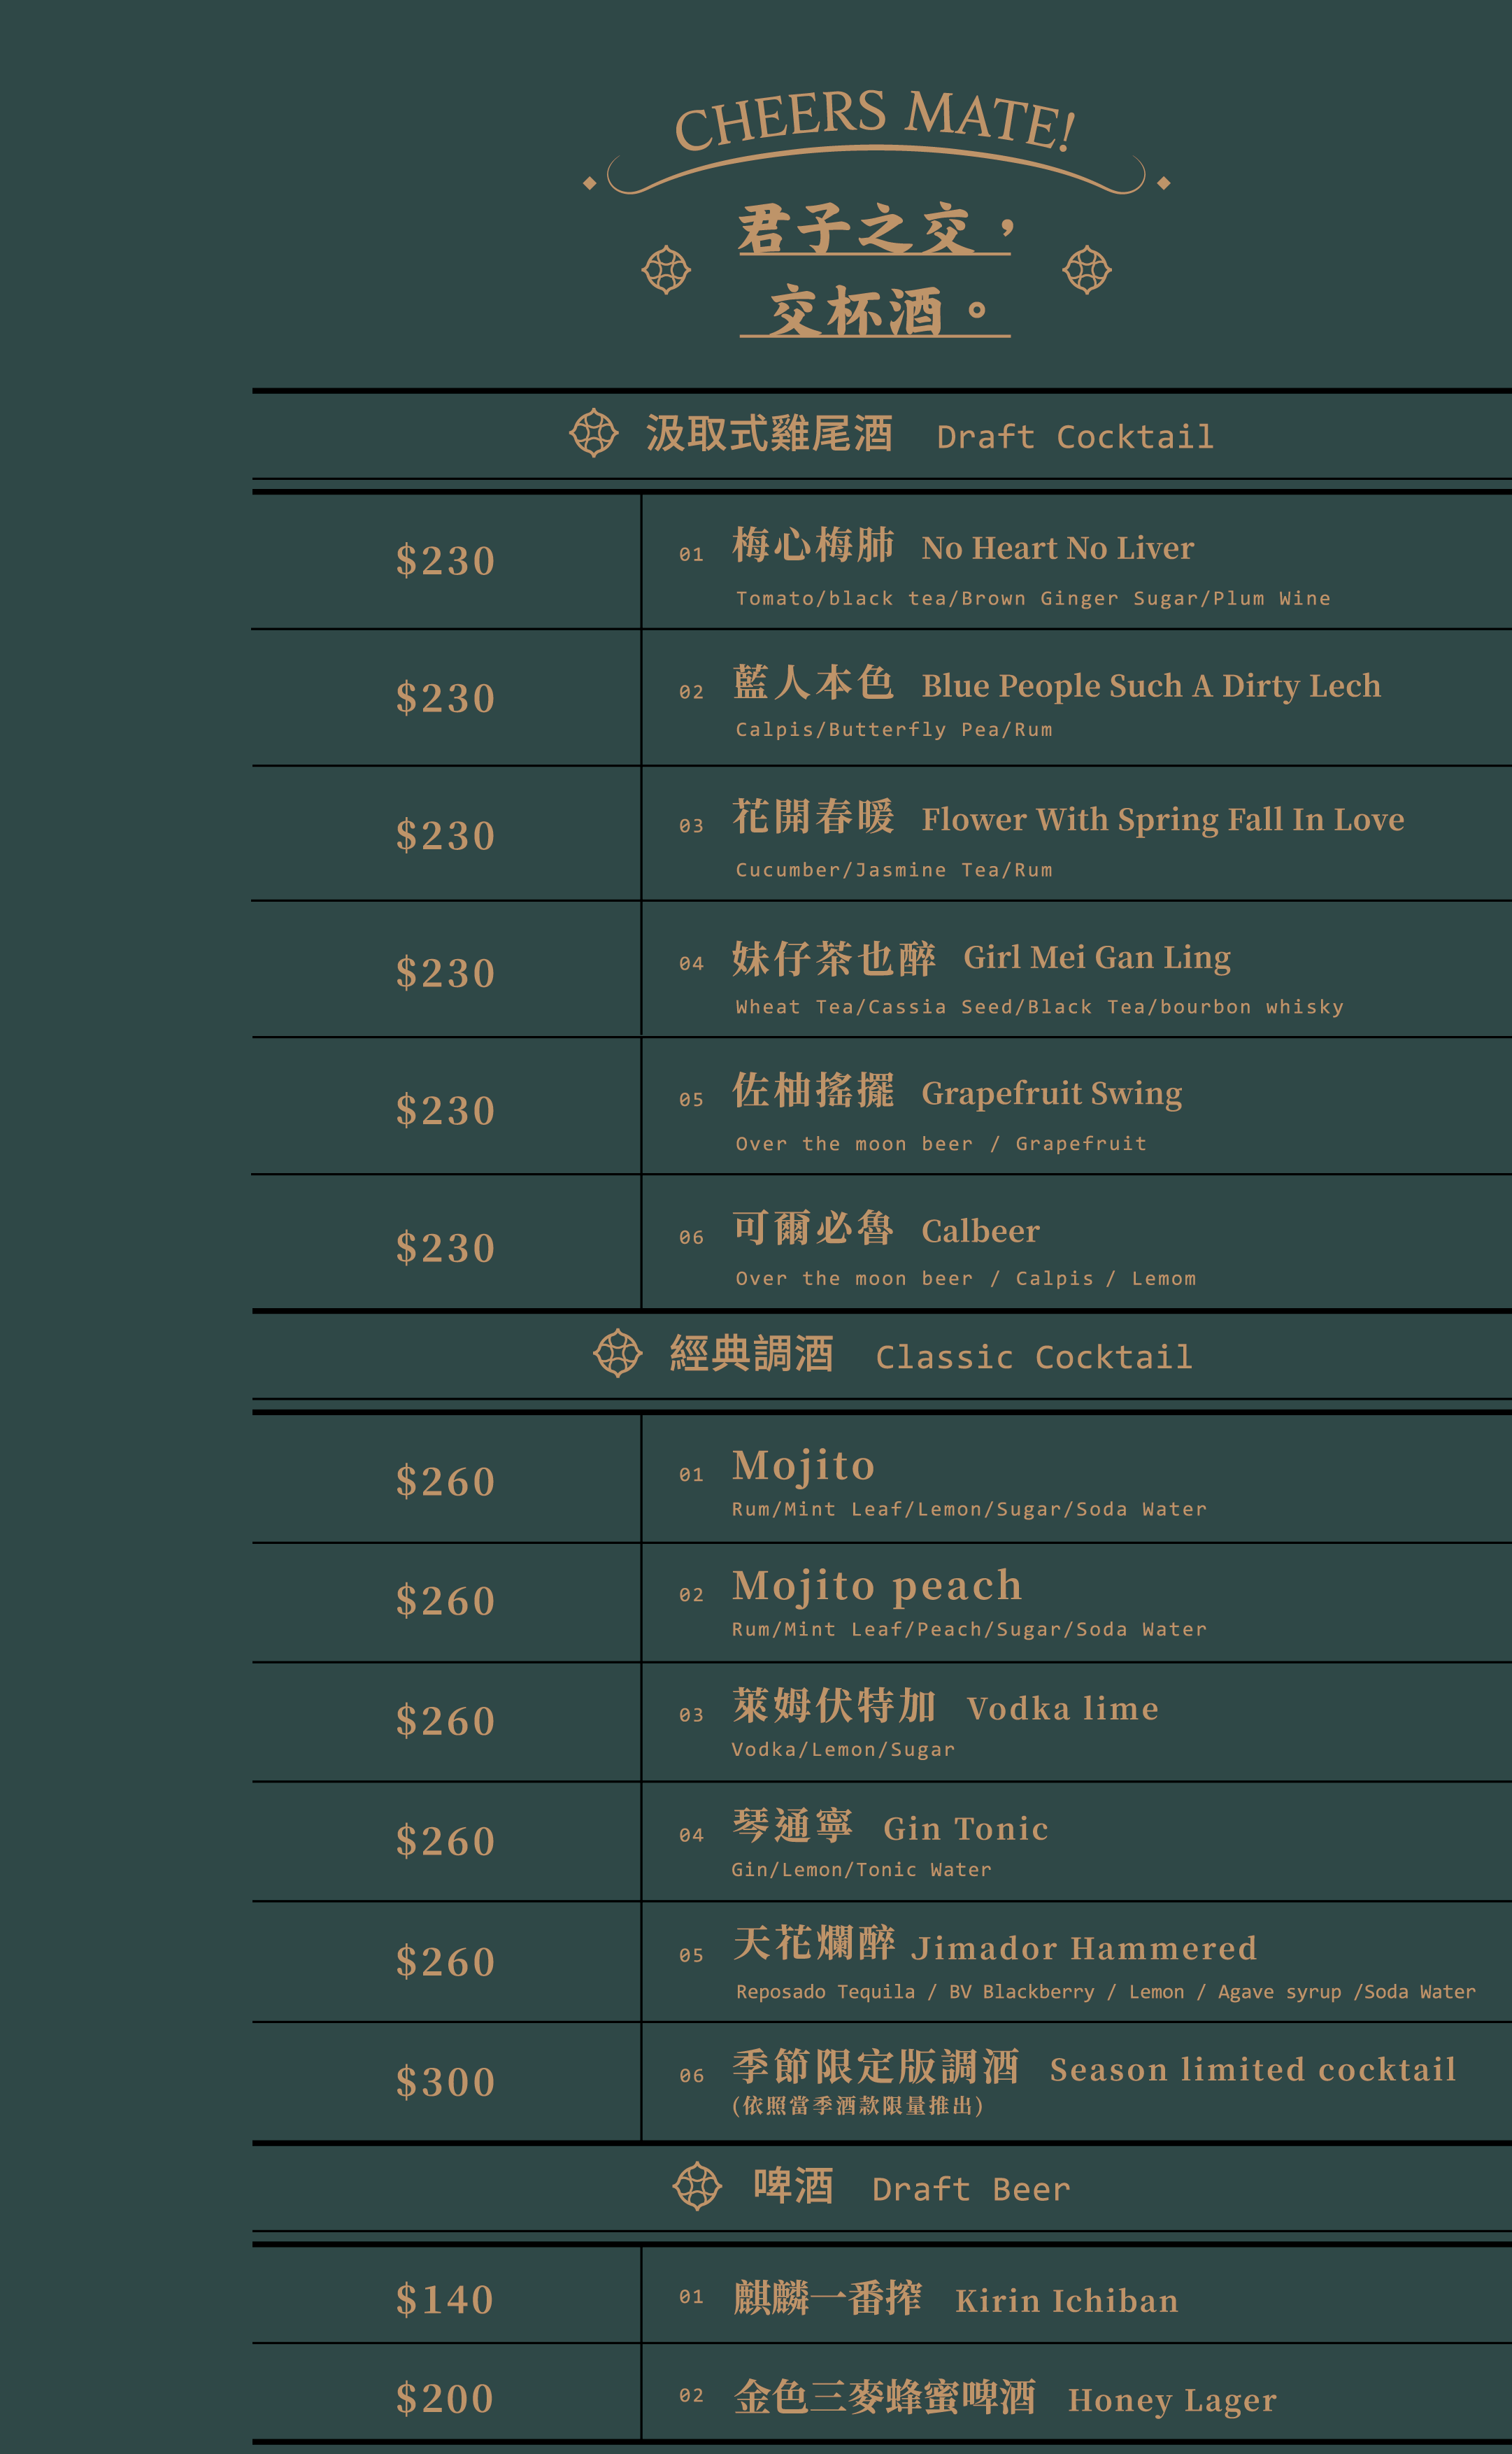 CHEERS MATE!
君子之交，
交杯酒。
汲取式雞尾酒 Draft Cocktail
$230 01 梅心梅肺 No Heart No Liver
Tomato/black tea/Brown Ginger Sugar/Plum Wine
$230 02 藍人本色 Blue People Such A Dirty Lech
Calpis/Butterfly Pea/Rum
$230 03 花開春暖 Flower With Spring Fall In Love
Cucumber/Jasmine Tea/Rum
$230 04 妹仔茶也醉 Girl Mei Gan Ling
Wheat Tea/Cassia Seed/Black Tea/bourbon whisky
$230 05 佐柚搖擺 Grapefruit Swing
Over the moon beer / Grapefruit
$230 06 可爾必魯 Calbeer
Over the moon beer / Calpis / Lemom
經典調酒 Classic Cocktail
$260 01 Mojito
Rum/Mint Leaf/Lemon/Sugar/Soda Water
$260 02 Mojito peach
Rum/Mint Leaf/Peach/Sugar/Soda Water
$260 03 萊姆伏特加 Vodka lime
Vodka/Lemon/Sugar
$260 04 琴通寧 Gin Tonic
Gin/Lemon/Tonic Water
$260 05 天花爛醉 Jimador Hammered
Reposado Tequila / BV Blackberry / Lemon / Agave syrup /Soda Water
$300 06 季節限定版調酒 Season limited cocktail
(依照當季酒款限量推出)
啤酒 Draft Beer
$140 01 麒麟一番搾 Kirin Ichiban
$200 02 金色三麥蜂蜜啤酒 Honey Lager